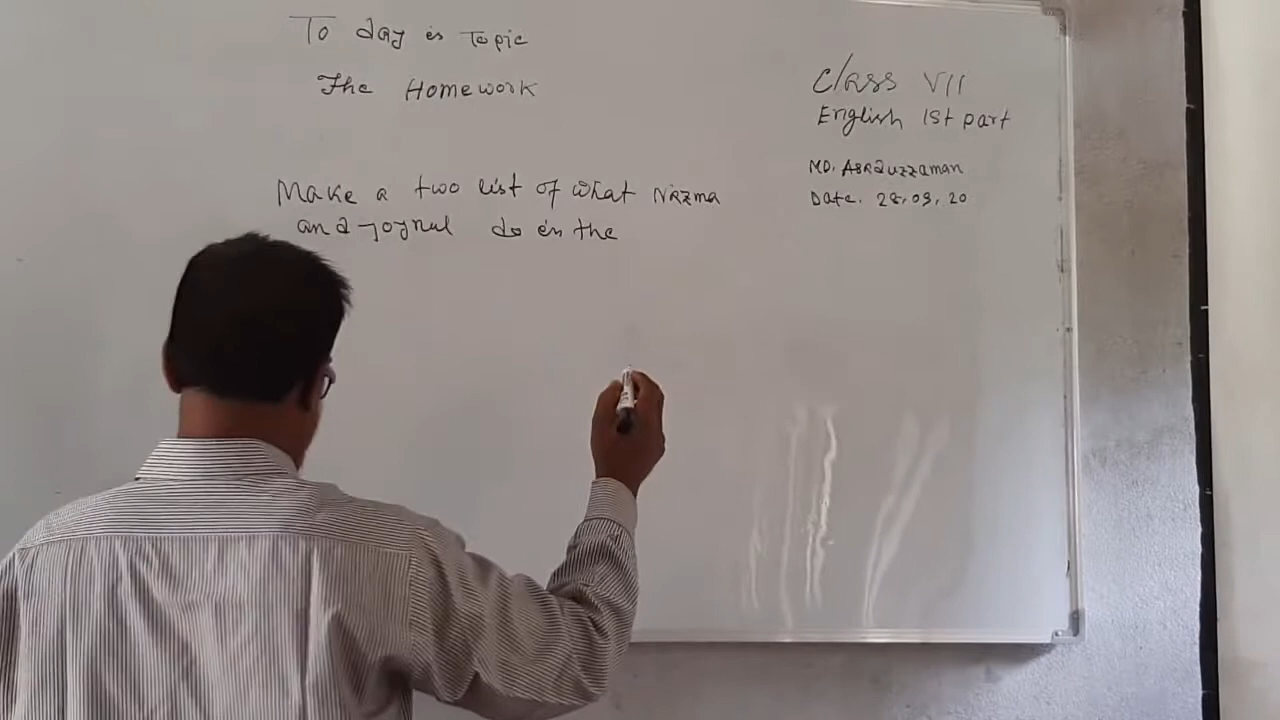 To day is Topic
The Homework
Class VII
English 1st part
MD. Asaduzzaman
Date. 28.09.20
Make a two list of what Nazma
and joynul do in the